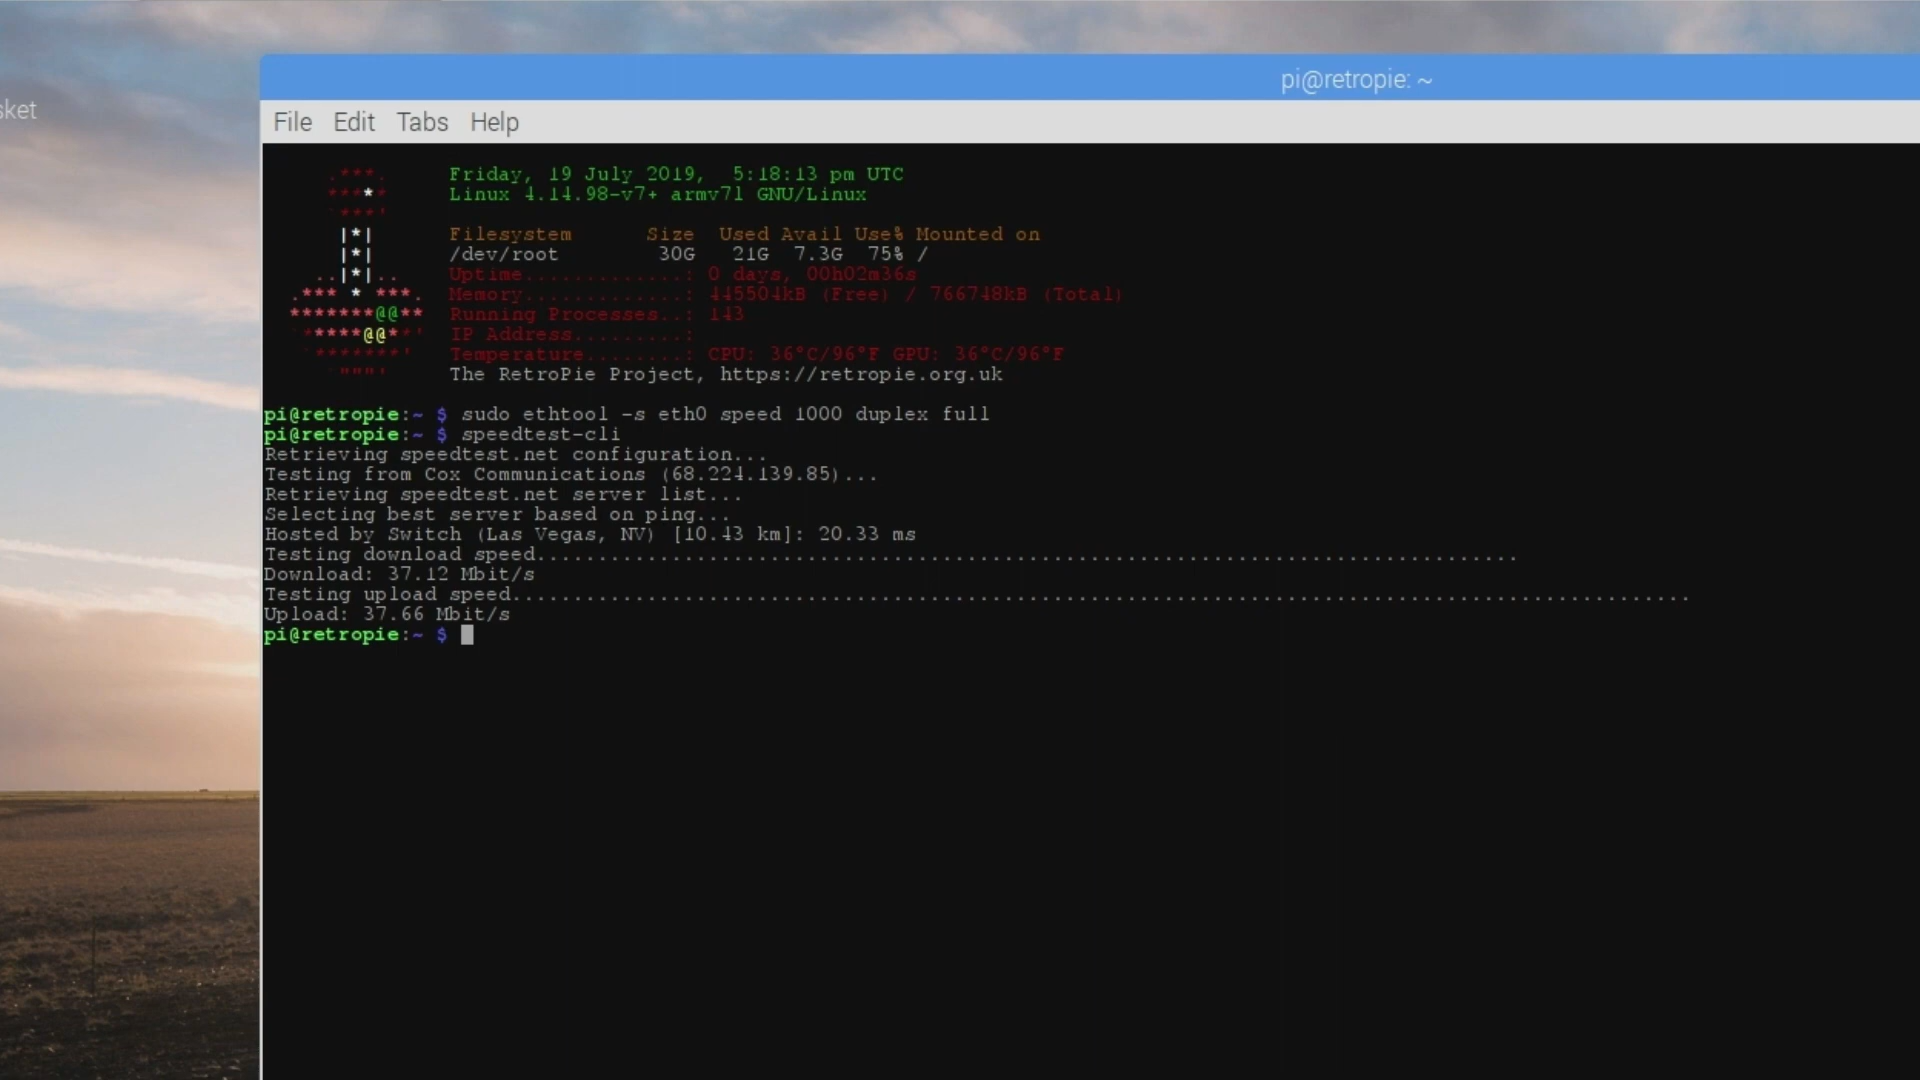 pi@retropie: ~
sket
File Edit Tabs Help
Friday, 19 July 2019, 5:18:13 pm UTC
Linux 4.14.98-v7+ armv7l GNU/Linux
Filesystem Size Used Avail Use% Mounted on
/dev/root 30G 21G 7.3G 75% /
Uptime.............: 0 days, 00h02m36s
Memory.............: 445504kB (Free) / 766748kB (Total)
Running Processes..: 143
IP Address.........:
Temperature........: CPU: 36°C/96°F GPU: 36°C/96°F
The RetroPie Project, https://retropie.org.uk
pi@retropie:~ $ sudo ethtool -s eth0 speed 1000 duplex full
pi@retropie:~ $ speedtest-cli
Retrieving speedtest.net configuration...
Testing from Cox Communications (68.224.139.85)...
Retrieving speedtest.net server list...
Selecting best server based on ping...
Hosted by Switch (Las Vegas, NV) [10.43 km]: 20.33 ms
Testing download speed................................................................................
Download: 37.12 Mbit/s
Testing upload speed................................................................................................
Upload: 37.66 Mbit/s
pi@retropie:~ $